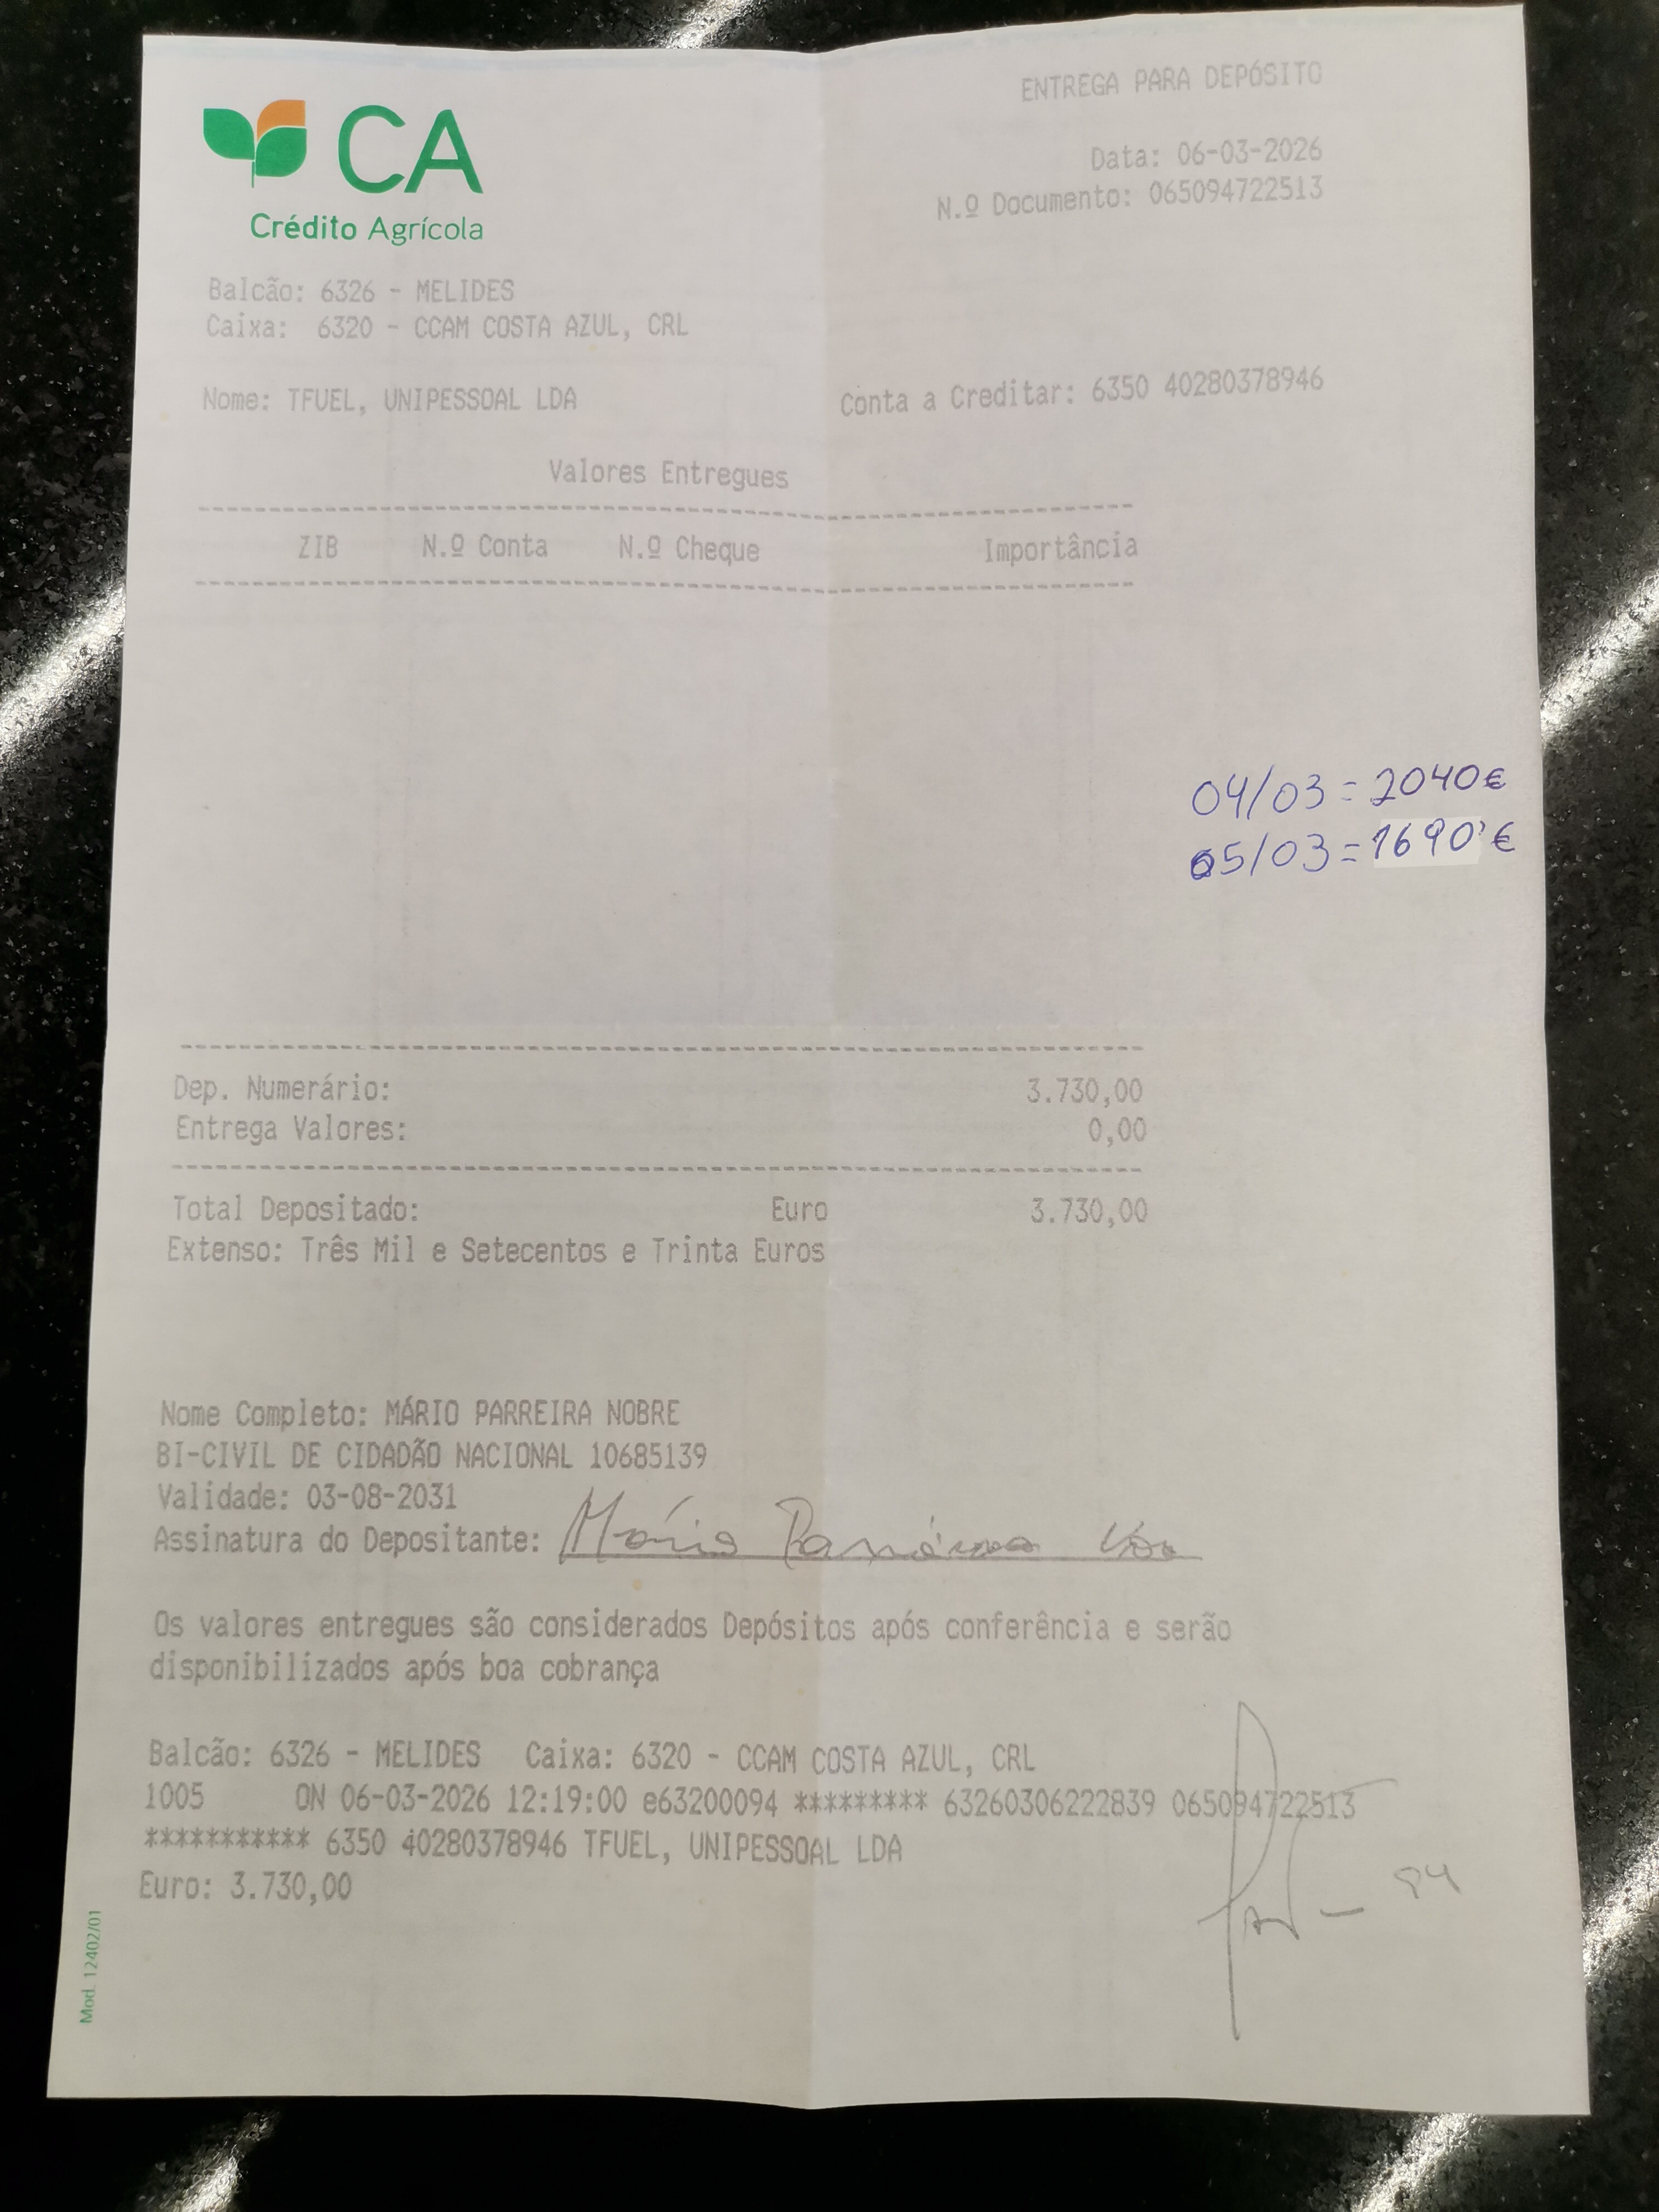 CA
Crédito Agrícola
ENTREGA PARA DEPÓSITO
Data: 06-03-2026
N.º Documento: 065094722513
Balcão: 6326 - MELIDES
Caixa: 6320 - CCAM COSTA AZUL, CRL
Nome: TFUEL, UNIPESSOAL LDA Conta a Creditar: 6350 40280378946
Valores Entregues
ZIB N.º Conta N.º Cheque Importância
04/03 = 2040€
05/03 = 1690€
Dep. Numerário: 3.730,00
Entrega Valores: 0,00
Total Depositado: Euro 3.730,00
Extenso: Três Mil e Setecentos e Trinta Euros
Nome Completo: MÁRIO PARREIRA NOBRE
BI-CIVIL DE CIDADÃO NACIONAL 10685139
Validade: 03-08-2031
Assinatura do Depositante: Mário
Os valores entregues são considerados Depósitos após conferência e serão
disponibilizados após boa cobrança
Balcão: 6326 - MELIDES Caixa: 6320 - CCAM COSTA AZUL, CRL
1005 ON 06-03-2026 12:19:00 e63200094 ********* 63260306222839 065094722513
*********** 6350 40280378946 TFUEL, UNIPESSOAL LDA
Euro: 3.730,00
Mod. 12402/01